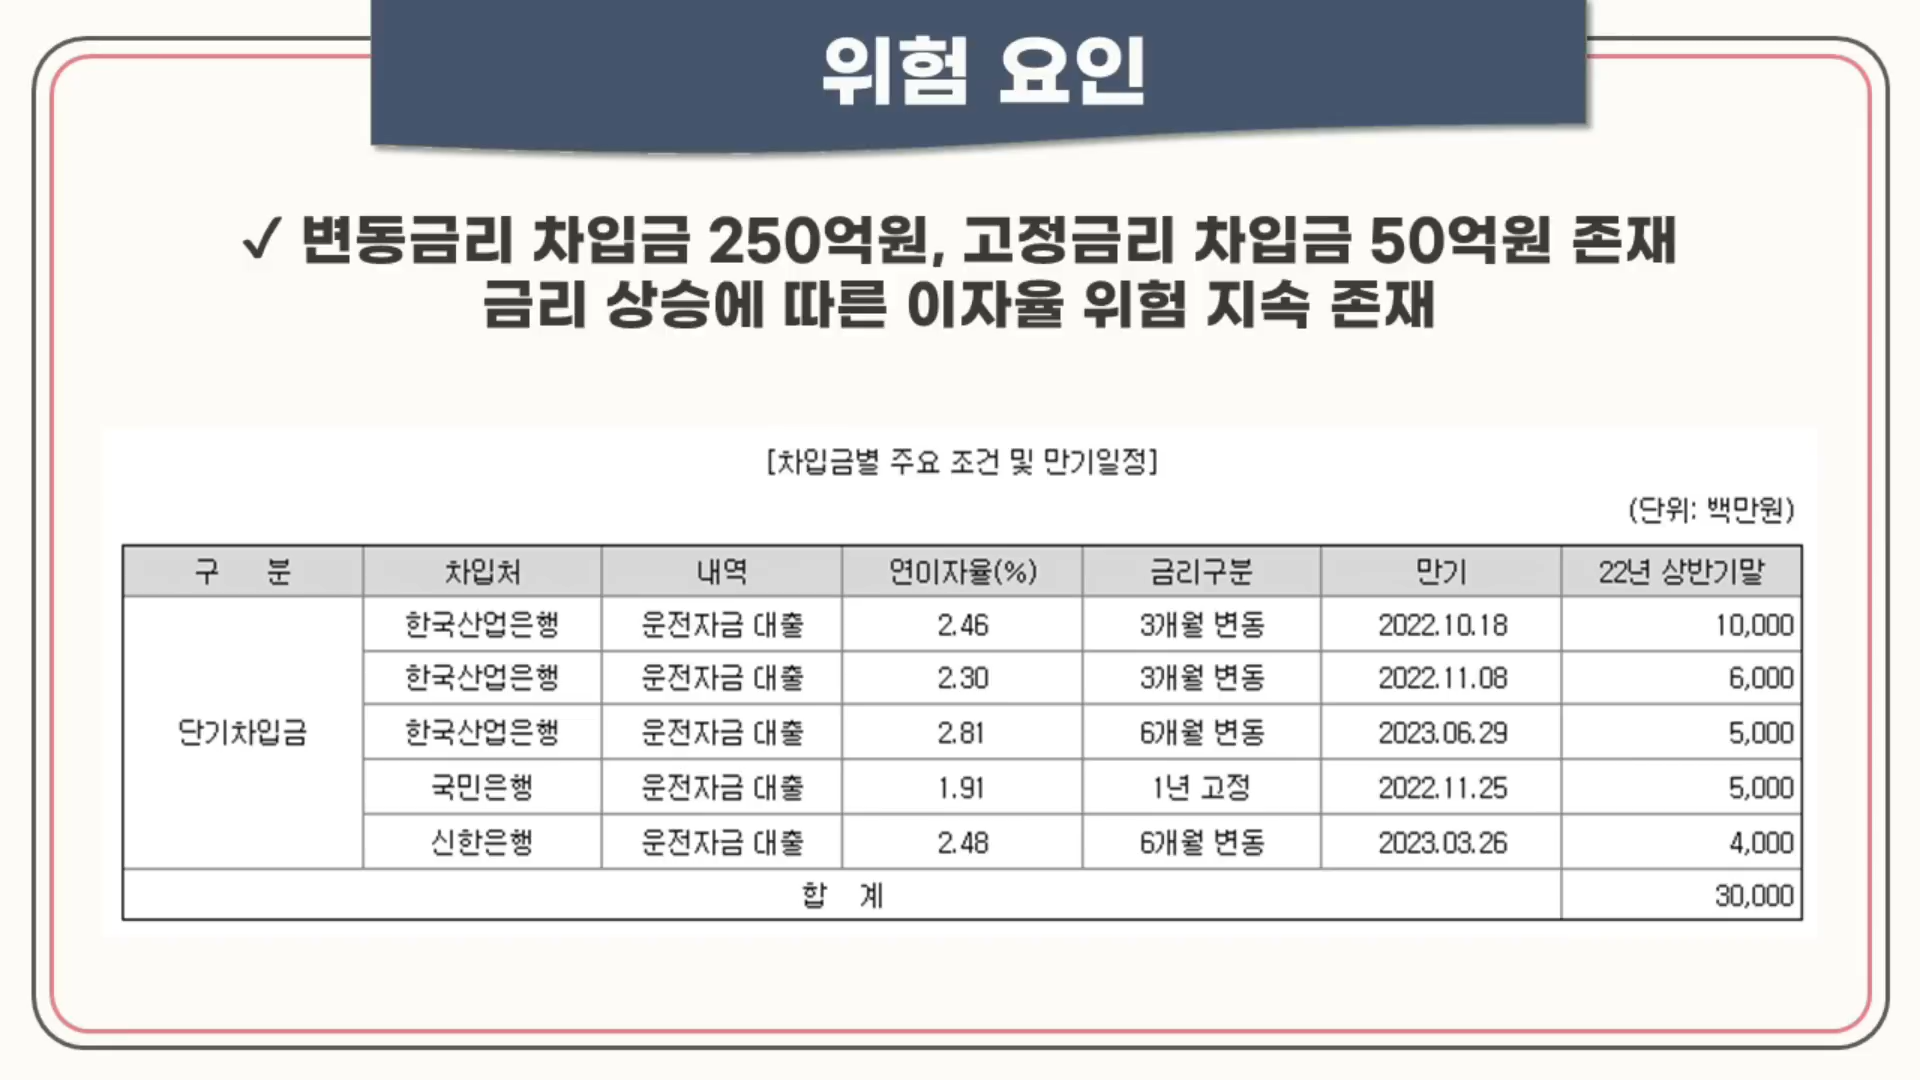 위험 요인
✓ 변동금리 차입금 250억원, 고정금리 차입금 50억원 존재
금리 상승에 따른 이자율 위험 지속 존재
[차입금별 주요 조건 및 만기일정]
(단위: 백만원)
구 분 차입처 내역 연이자율(%) 금리구분 만기 22년 상반기말
한국산업은행 운전자금 대출 2.46 3개월 변동 2022.10.18 10,000
한국산업은행 운전자금 대출 2.30 3개월 변동 2022.11.08 6,000
단기차입금 한국산업은행 운전자금 대출 2.81 6개월 변동 2023.06.29 5,000
국민은행 운전자금 대출 1.91 1년 고정 2022.11.25 5,000
신한은행 운전자금 대출 2.48 6개월 변동 2023.03.26 4,000
합 계 30,000